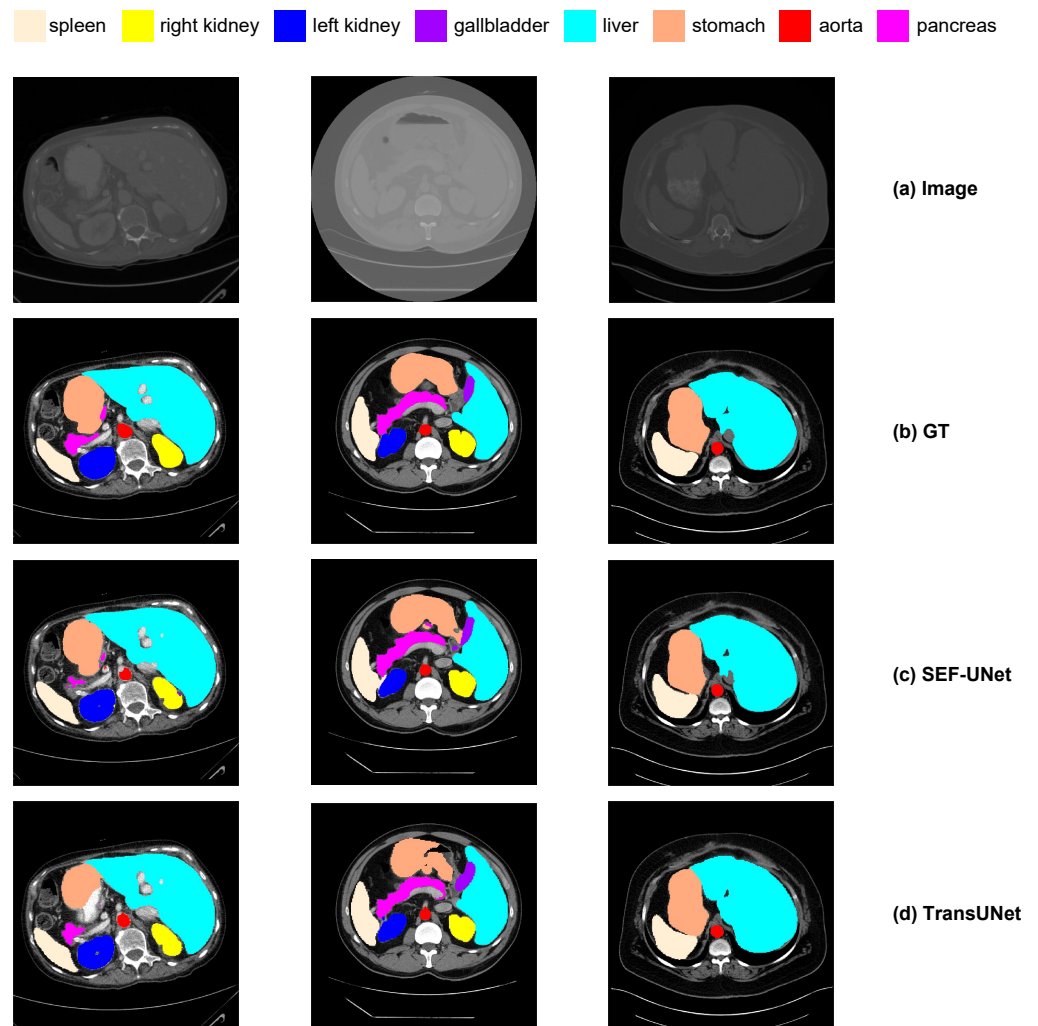 spleen right kidney left kidney gallbladder liver stomach aorta pancreas
(a) Image
(b) GT
(c) SEF-UNet
(d) TransUNet